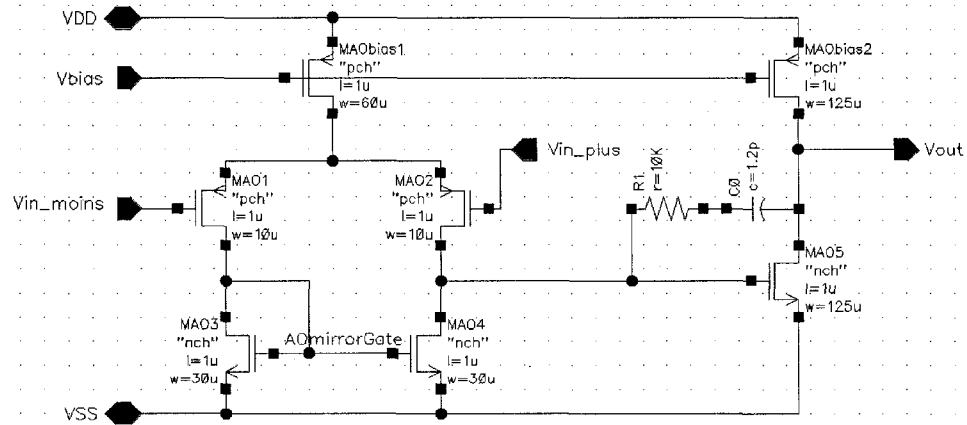 VDD
MAObias1
"pch"
l=1u
w=60u
MAObias2
"pch"
l=1u
w=125u
Vbias
Vin_plus
Vout
R1
r=10K
C0
c=1.2p
Vin_moins
MAO1
"pch"
l=1u
w=10u
MAO2
"pch"
l=1u
w=10u
MAO5
"nch"
l=1u
w=125u
MAO3
"nch"
l=1u
w=30u
AOmirrorGate
MAO4
"nch"
l=1u
w=30u
VSS